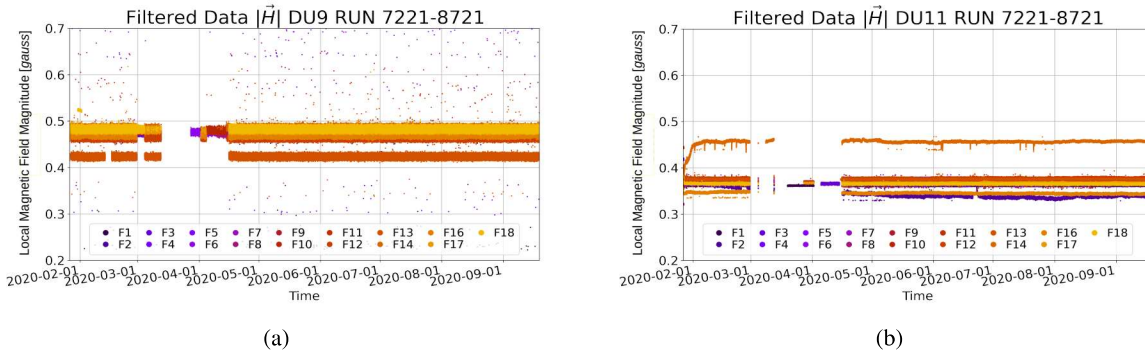 Filtered Data |H⃗| DU9 RUN 7221-8721
Local Magnetic Field Magnitude [gauss]
0.7
0.6
0.5
0.4
0.3
0.2
F1 F3 F5 F7 F9 F11 F13 F16 F18
F2 F4 F6 F8 F10 F12 F14 F17
2020-02-01 2020-03-01 2020-04-01 2020-05-01 2020-06-01 2020-07-01 2020-08-01 2020-09-01
Time
(a)
Filtered Data |H⃗| DU11 RUN 7221-8721
Local Magnetic Field Magnitude [gauss]
0.7
0.6
0.5
0.4
0.3
0.2
F1 F3 F5 F7 F9 F11 F13 F16 F18
F2 F4 F6 F8 F10 F12 F14 F17
2020-02-01 2020-03-01 2020-04-01 2020-05-01 2020-06-01 2020-07-01 2020-08-01 2020-09-01
Time
(b)